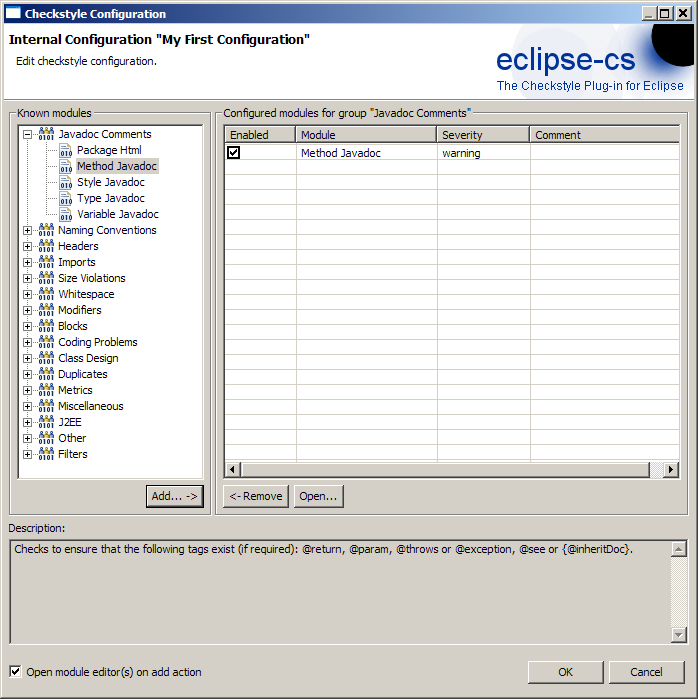 Checkstyle Configuration
Internal Configuration "My First Configuration"
Edit checkstyle configuration.
eclipse-cs
The Checkstyle Plug-in for Eclipse
Known modules
Javadoc Comments
Package Html
Method Javadoc
Style Javadoc
Type Javadoc
Variable Javadoc
Naming Conventions
Headers
Imports
Size Violations
Whitespace
Modifiers
Blocks
Coding Problems
Class Design
Duplicates
Metrics
Miscellaneous
J2EE
Other
Filters
Add... ->
Configured modules for group "Javadoc Comments"
Enabled Module Severity Comment
Method Javadoc warning
<- Remove Open...
Description:
Checks to ensure that the following tags exist (if required): @return, @param, @throws or @exception, @see or {@inheritDoc}.
Open module editor(s) on add action
OK Cancel